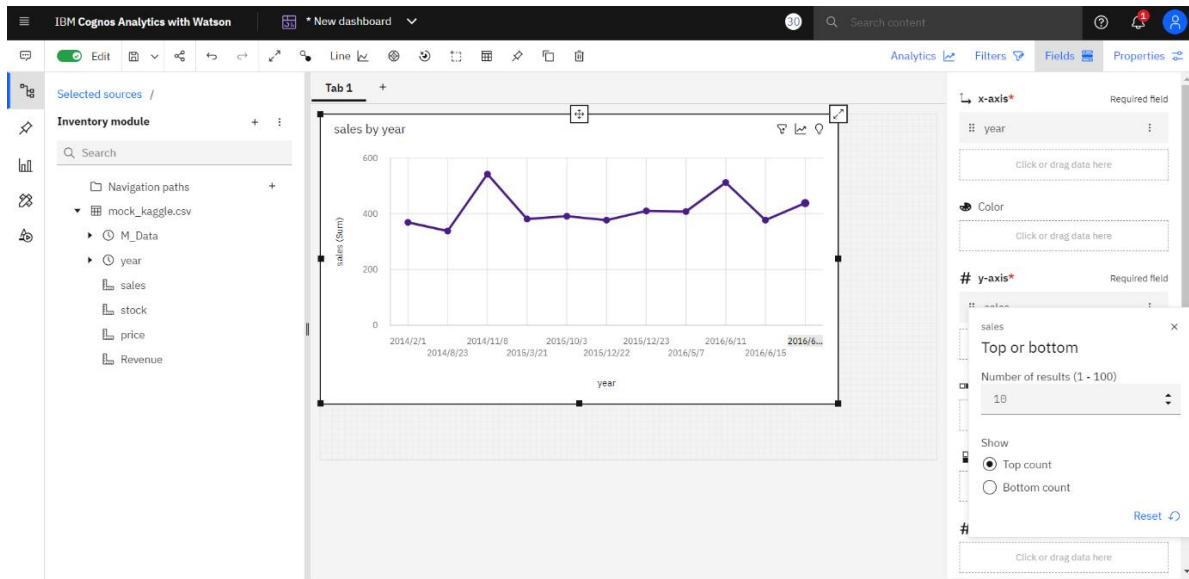 IBM Cognos Analytics with Watson
* New dashboard
30
Search content
1
Edit
Line
Analytics
Filters
Fields
Properties
Selected sources /
Inventory module
Search
Navigation paths
mock_kaggle.csv
M_Data
year
sales
stock
price
Revenue
Tab 1
sales by year
sales (Sum)
600
400
200
0
2014/2/1 2014/11/8 2015/10/3 2015/12/23 2016/6/11 2016/6...
2014/8/23 2015/3/21 2015/12/22 2016/5/7 2016/6/15
year
x-axis* Required field
year
Click or drag data here
Color
Click or drag data here
# y-axis* Required field
sales
Top or bottom
Number of results (1 - 100)
10
Show
Top count
Bottom count
Reset
#
Click or drag data here